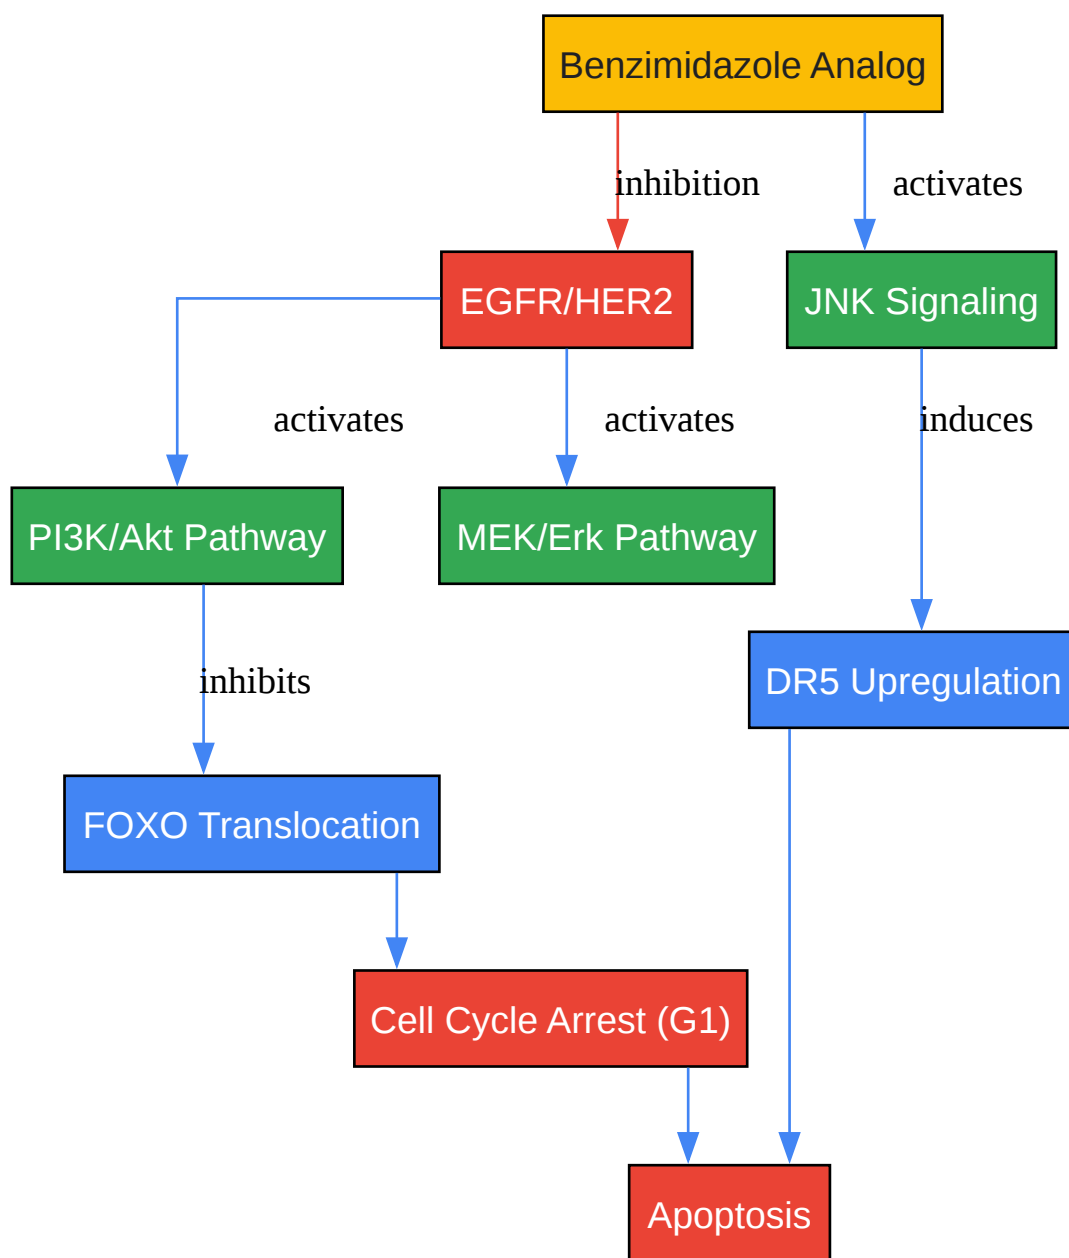 Benzimidazole Analog
inhibition
activates
EGFR/HER2
JNK Signaling
activates
activates
induces
PI3K/Akt Pathway
MEK/Erk Pathway
inhibits
DR5 Upregulation
FOXO Translocation
Cell Cycle Arrest (G1)
Apoptosis